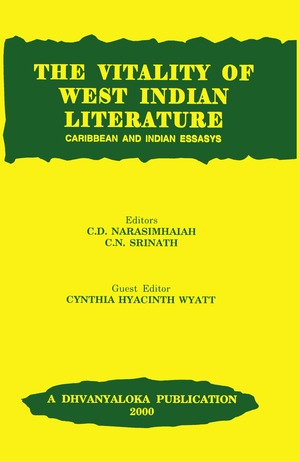 THE VITALITY OF
WEST INDIAN
LITERATURE
CARIBBEAN AND INDIAN ESSASYS
Editors
C.D. NARASIMHAIAH
C.N. SRINATH
Guest Editor
CYNTHIA HYACINTH WYATT
A DHVANYALOKA PUBLICATION
2000